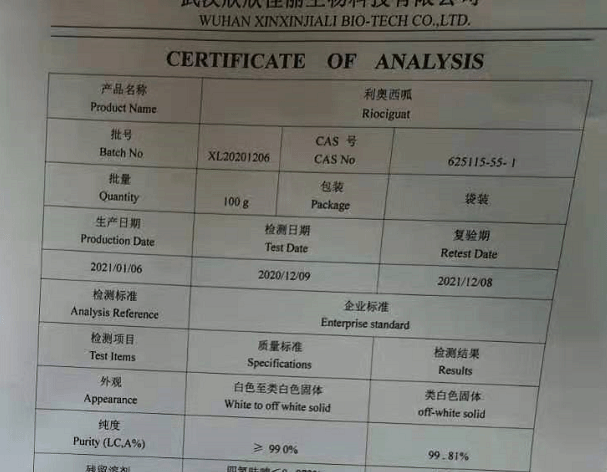 WUHAN XINXINJIALI BIO-TECH CO.,LTD.
CERTIFICATE OF ANALYSIS
产品名称 利奥西呱
Product Name Riociguat
批号 CAS 号
Batch No XL20201206 CAS No 625115-55- 1
批量 包装
Quantity 100 g Package 袋装
生产日期 检测日期 复验期
Production Date Test Date Retest Date
2021/01/06 2020/12/09 2021/12/08
检测标准 企业标准
Analysis Reference Enterprise standard
检测项目 质量标准 检测结果
Test Items Specifications Results
外观 白色至类白色固体 类白色固体
Appearance White to off white solid off-white solid
纯度
Purity (LC,A%) ≥ 99 0% 99.81%